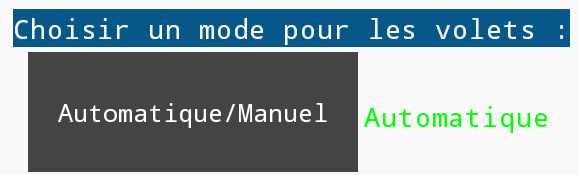 Choisir un mode pour les volets :
Automatique/Manuel
Automatique